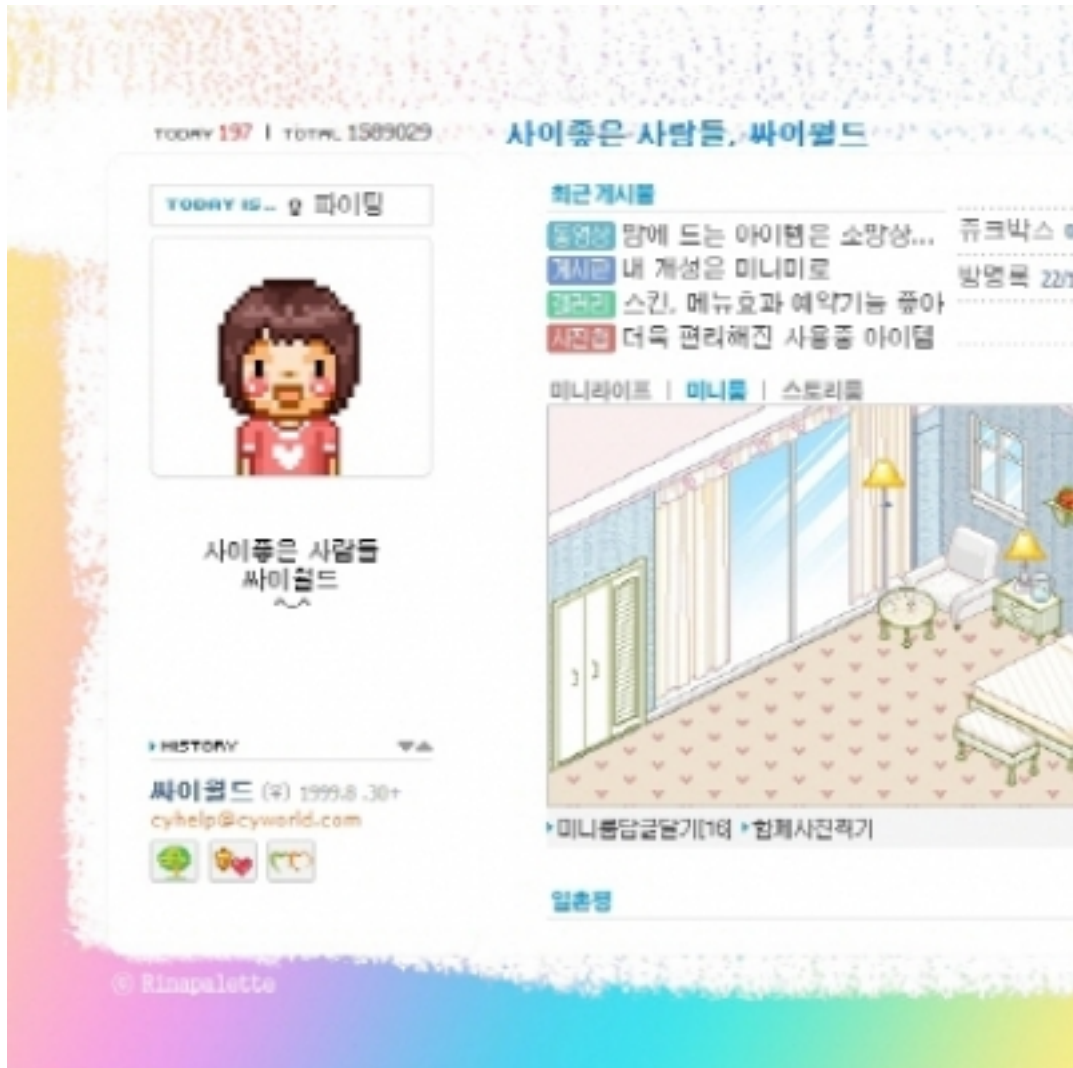 TODAY 197 | TOTAL 1589029
사이좋은 사람들, 싸이월드
TODAY IS... 파이팅
사이좋은 사람들
싸이월드
^_^
HISTORY
싸이월드 (우) 1999.8 .30+
cyhelp@cyworld.com
최근 게시물
동영상 맘에 드는 아이템은 소망상...
게시판 내 개성은 미니미로
갤러리 스킨, 메뉴효과 예약기능 좋아
사진첩 더욱 편리해진 사용중 아이템
쥬크박스
방명록 22/1
미니라이프 | 미니룸 | 스토리룸
미니룸답글달기[16] 함께사진찍기
일촌평
© Rinapalette